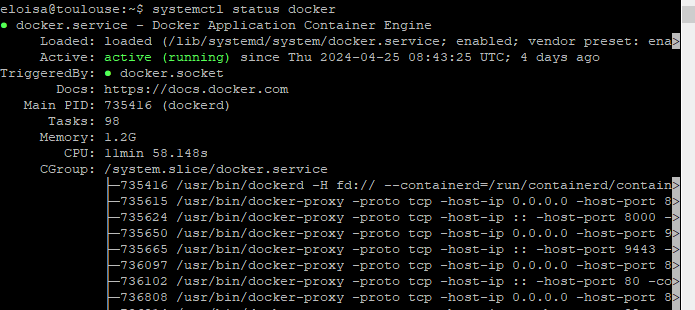 eloisa@toulouse:~$ systemctl status docker
● docker.service - Docker Application Container Engine
Loaded: loaded (/lib/systemd/system/docker.service; enabled; vendor preset: ena>
Active: active (running) since Thu 2024-04-25 08:43:25 UTC; 4 days ago
TriggeredBy: ● docker.socket
Docs: https://docs.docker.com
Main PID: 735416 (dockerd)
Tasks: 98
Memory: 1.2G
CPU: 11min 58.148s
CGroup: /system.slice/docker.service
├─735416 /usr/bin/dockerd -H fd:// --containerd=/run/containerd/contain>
├─735615 /usr/bin/docker-proxy -proto tcp -host-ip 0.0.0.0 -host-port 8>
├─735624 /usr/bin/docker-proxy -proto tcp -host-ip :: -host-port 8000 ->
├─735650 /usr/bin/docker-proxy -proto tcp -host-ip 0.0.0.0 -host-port 9>
├─735665 /usr/bin/docker-proxy -proto tcp -host-ip :: -host-port 9443 ->
├─736097 /usr/bin/docker-proxy -proto tcp -host-ip 0.0.0.0 -host-port 8>
├─736102 /usr/bin/docker-proxy -proto tcp -host-ip :: -host-port 80 -co>
├─736808 /usr/bin/docker-proxy -proto tcp -host-ip 0.0.0.0 -host-port 8>